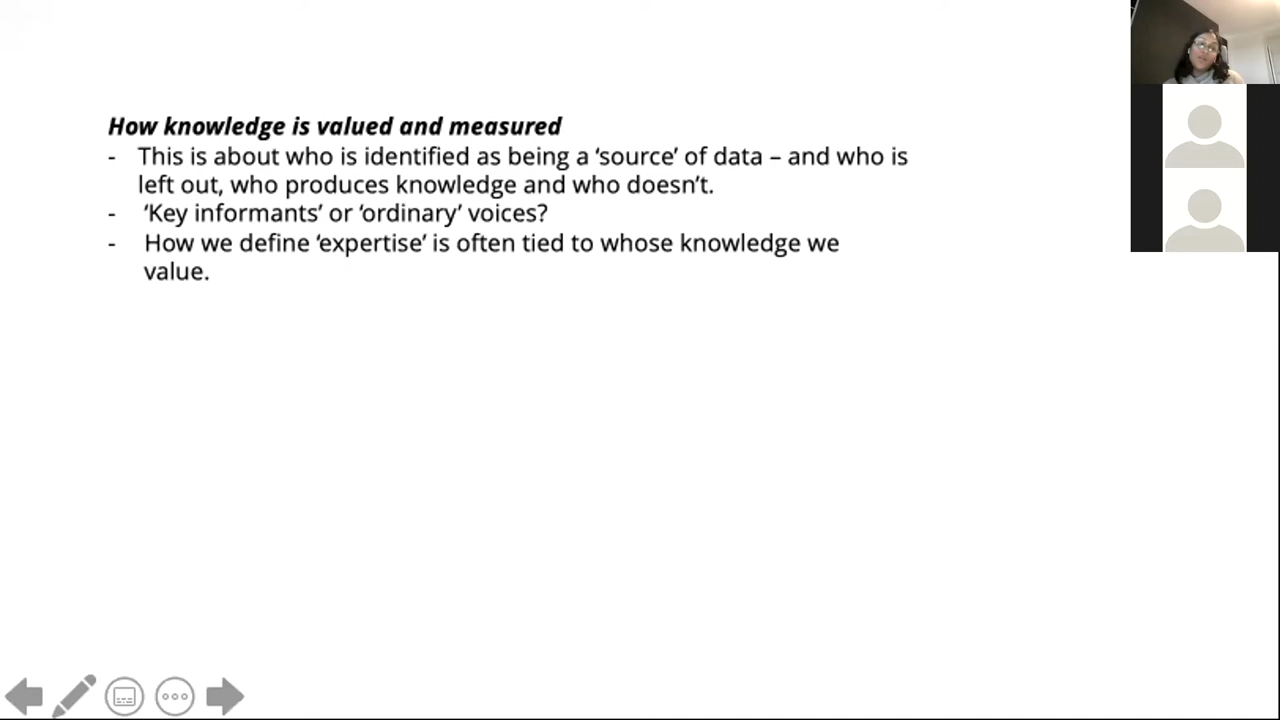 How knowledge is valued and measured
- This is about who is identified as being a ‘source’ of data – and who is
left out, who produces knowledge and who doesn’t.
- ‘Key informants’ or ‘ordinary’ voices?
- How we define ‘expertise’ is often tied to whose knowledge we
value.